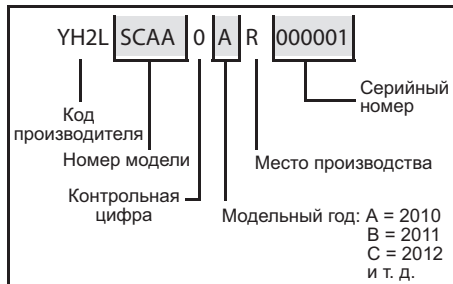 YH2L SCAA 0 A R 000001
Код
производителя
Серийный
номер
Номер модели
Место производства
Контрольная
цифра
Модельный год: A = 2010
B = 2011
C = 2012
и т. д.